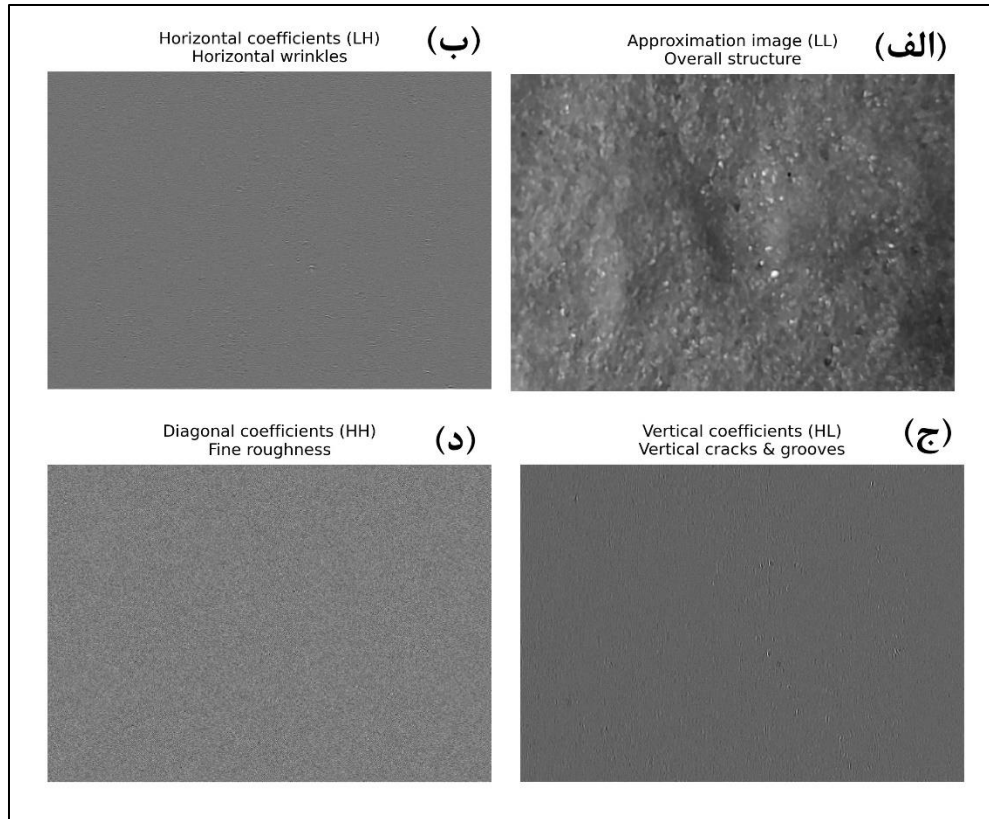 Approximation image (LL)
Overall structure
(الف)
Horizontal coefficients (LH)
Horizontal wrinkles
(ب)
Vertical coefficients (HL)
Vertical cracks & grooves
(ج)
Diagonal coefficients (HH)
Fine roughness
(د)